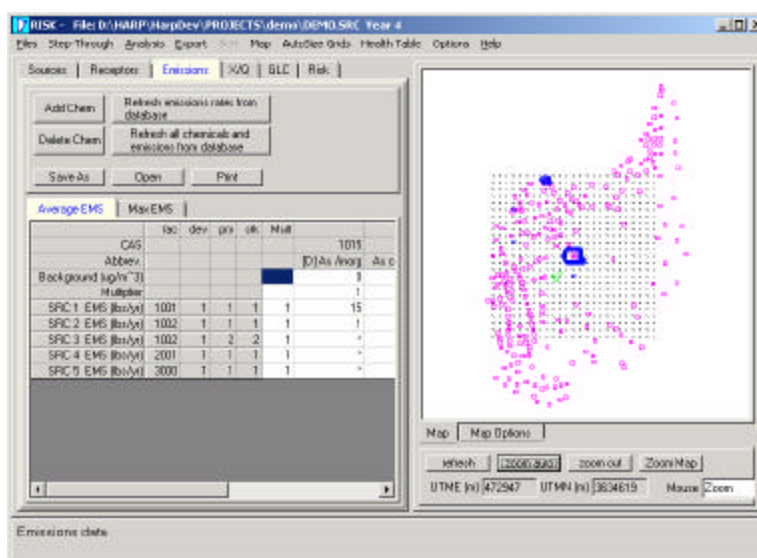 RISK - File: D:\HARP\HarpDev\PROJECTS\demo\DEMO.SRC Year 4
Files Step-Through Analysis Export Map AutoSize Grids Health Table Options Help
Sources Receptors Emissions X/Q GLC Risk
Add Chem Refresh emissions rates from database
Delete Chem Refresh all chemicals and emissions from database
Save As Open Print
Average EMS Max EMS
fac dev pro stk Mult
CAS 1015
Abbrev. [D] As /norg As c
Background (ug/m^3)
Multiplier 1
SRC 1 EMS (lbs/yr) 1001 1 1 1 1 15
SRC 2 EMS (lbs/yr) 1002 1 1 1 1
SRC 3 EMS (lbs/yr) 1002 1 2 2 1 *
SRC 4 EMS (lbs/yr) 2001 1 1 1 1 *
SRC 5 EMS (lbs/yr) 3000 1 1 1 1 *
Map Map Options
refresh zoom auto zoom out Zoom Map
UTME (m) 472947 UTMN (m) 3634619 Mouse Zoom
Emissions data